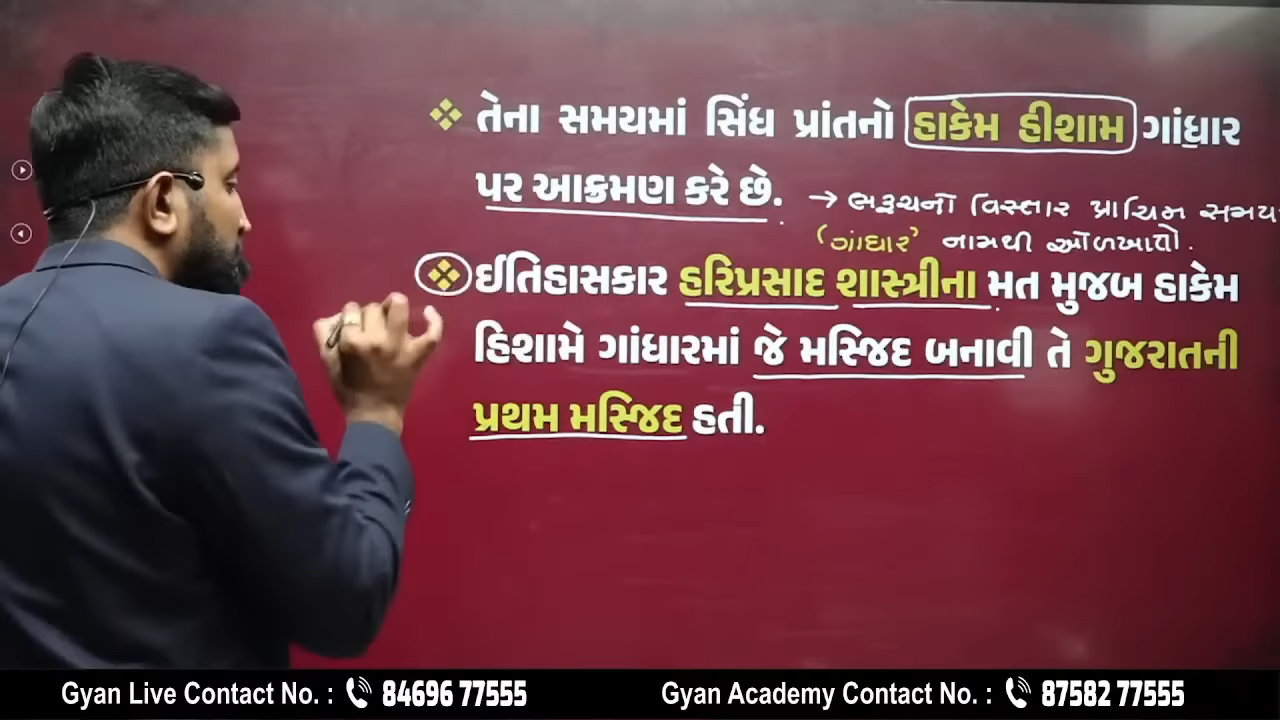 ❖ તેના સમયમાં સિંધ પ્રાંતનો હાકેમ હીશામ ગાંધાર
પર આક્રમણ કરે છે. → ભરૂચનો વિસ્તાર પ્રાચિન સમય
'ગાંધાર' નામથી ઓળખાતો.
❖ ઈતિહાસકાર હરિપ્રસાદ શાસ્ત્રીના મત મુજબ હાકેમ
હિશામે ગાંધારમાં જે મસ્જિદ બનાવી તે ગુજરાતની
પ્રથમ મસ્જિદ હતી.
Gyan Live Contact No. : 84696 77555
Gyan Academy Contact No. : 87582 77555